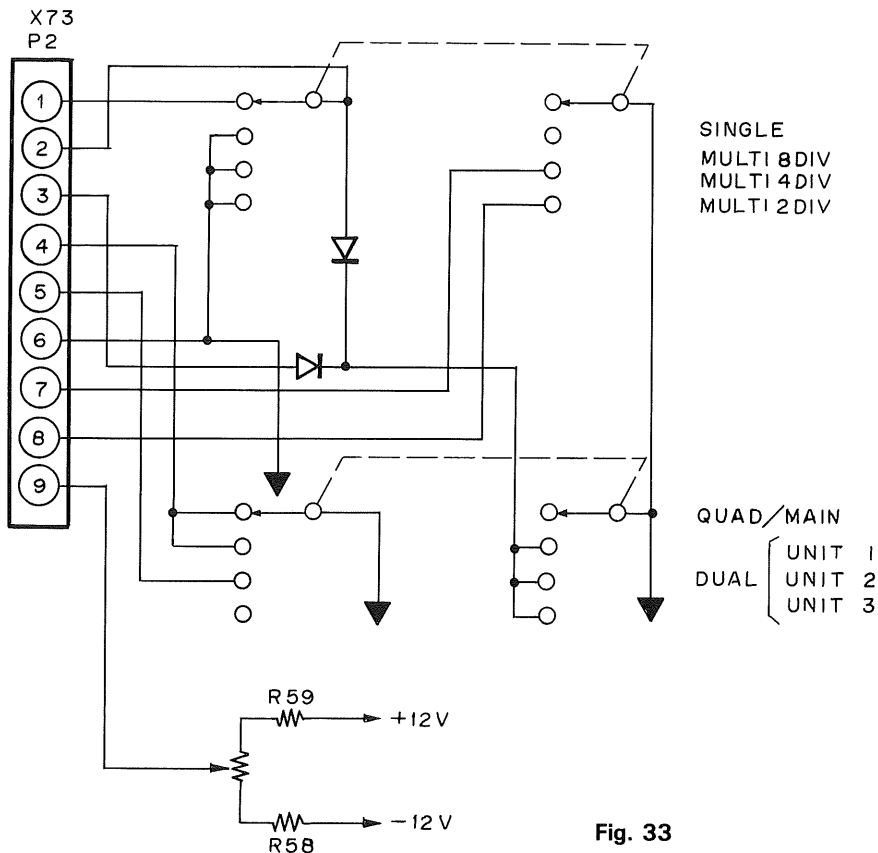 X73
P2
1
2
3
4
5
6
7
8
9
SINGLE
MULTI 8DIV
MULTI 4DIV
MULTI 2DIV
QUAD/MAIN
DUAL
UNIT 1
UNIT 2
UNIT 3
R59
+12V
-12V
R58
Fig. 33